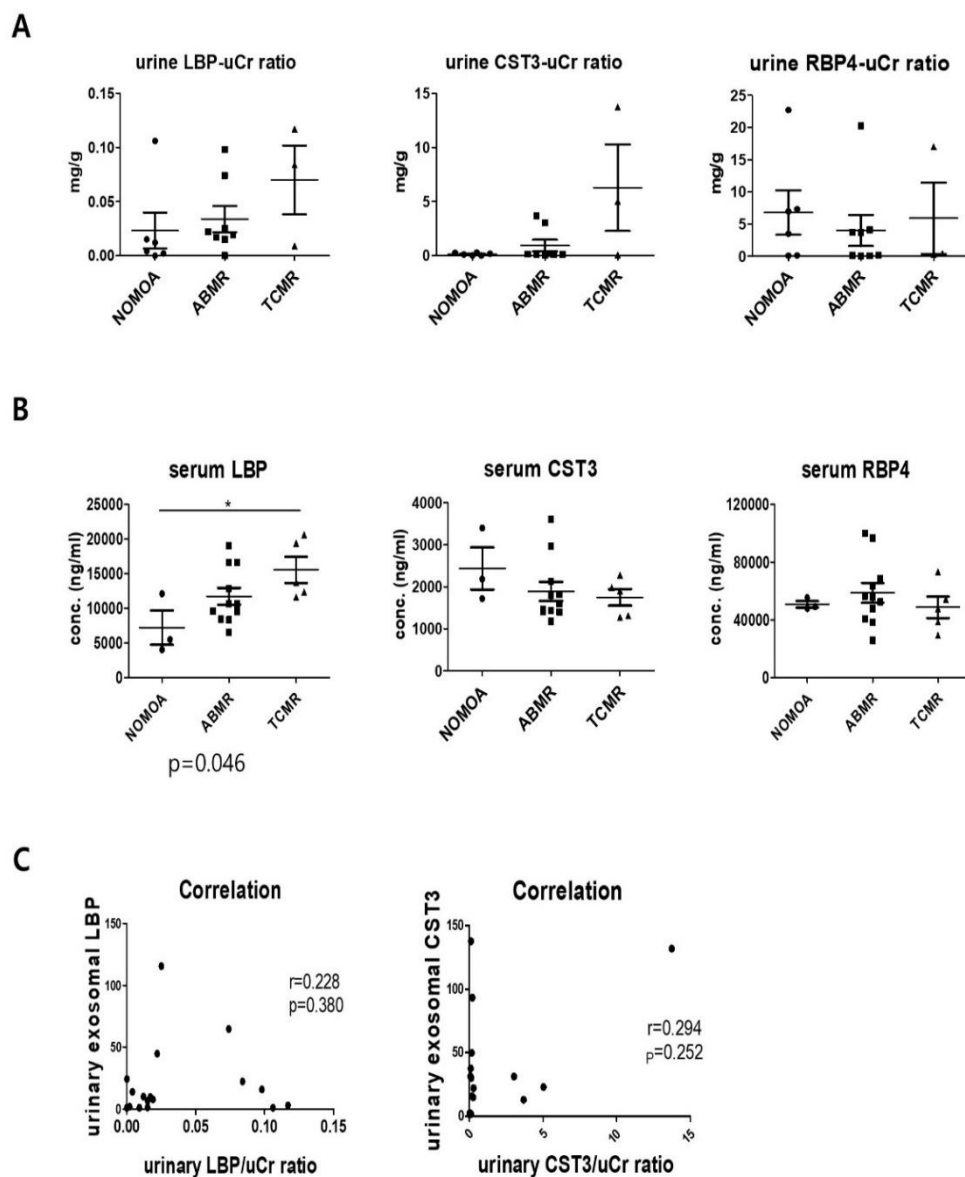 A
urine LBP-uCr ratio
mg/g
0.15
0.10
0.05
0.00
NOMOA
ABMR
TCMR
urine CST3-uCr ratio
mg/g
15
10
5
0
NOMOA
ABMR
TCMR
urine RBP4-uCr ratio
mg/g
25
20
15
10
5
0
NOMOA
ABMR
TCMR
B
serum LBP
conc. (ng/ml)
25000
20000
15000
10000
5000
0
*
NOMOA
ABMR
TCMR
p=0.046
serum CST3
conc. (ng/ml)
4000
3000
2000
1000
0
NOMOA
ABMR
TCMR
serum RBP4
conc. (ng/ml)
120000
80000
40000
0
NOMOA
ABMR
TCMR
C
Correlation
urinary exosomal LBP
150
100
50
0
r=0.228
p=0.380
0.00
0.05
0.10
0.15
urinary LBP/uCr ratio
Correlation
urinary exosomal CST3
150
100
50
0
r=0.294
P=0.252
0
5
10
15
urinary CST3/uCr ratio